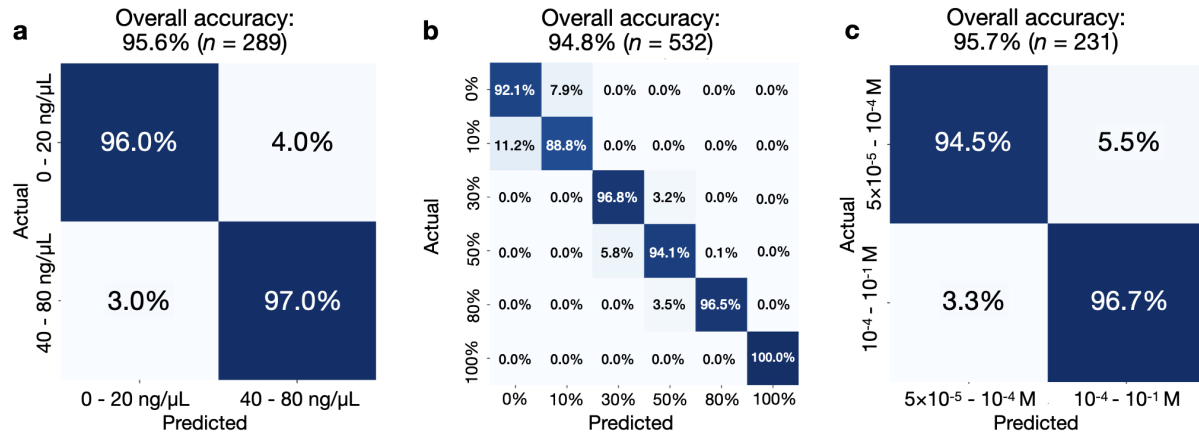 a
Overall accuracy:
95.6% (n = 289)
Actual
0 - 20 ng/μL
96.0% 4.0%
40 - 80 ng/μL
3.0% 97.0%
0 - 20 ng/μL 40 - 80 ng/μL
Predicted
b
Overall accuracy:
94.8% (n = 532)
Actual
0% 92.1% 7.9% 0.0% 0.0% 0.0% 0.0%
10% 11.2% 88.8% 0.0% 0.0% 0.0% 0.0%
30% 0.0% 0.0% 96.8% 3.2% 0.0% 0.0%
50% 0.0% 0.0% 5.8% 94.1% 0.1% 0.0%
80% 0.0% 0.0% 0.0% 3.5% 96.5% 0.0%
100% 0.0% 0.0% 0.0% 0.0% 0.0% 100.0%
0% 10% 30% 50% 80% 100%
Predicted
c
Overall accuracy:
95.7% (n = 231)
Actual
5×10⁻⁵ - 10⁻⁴ M
94.5% 5.5%
10⁻⁴ - 10⁻¹ M
3.3% 96.7%
5×10⁻⁵ - 10⁻⁴ M 10⁻⁴ - 10⁻¹ M
Predicted